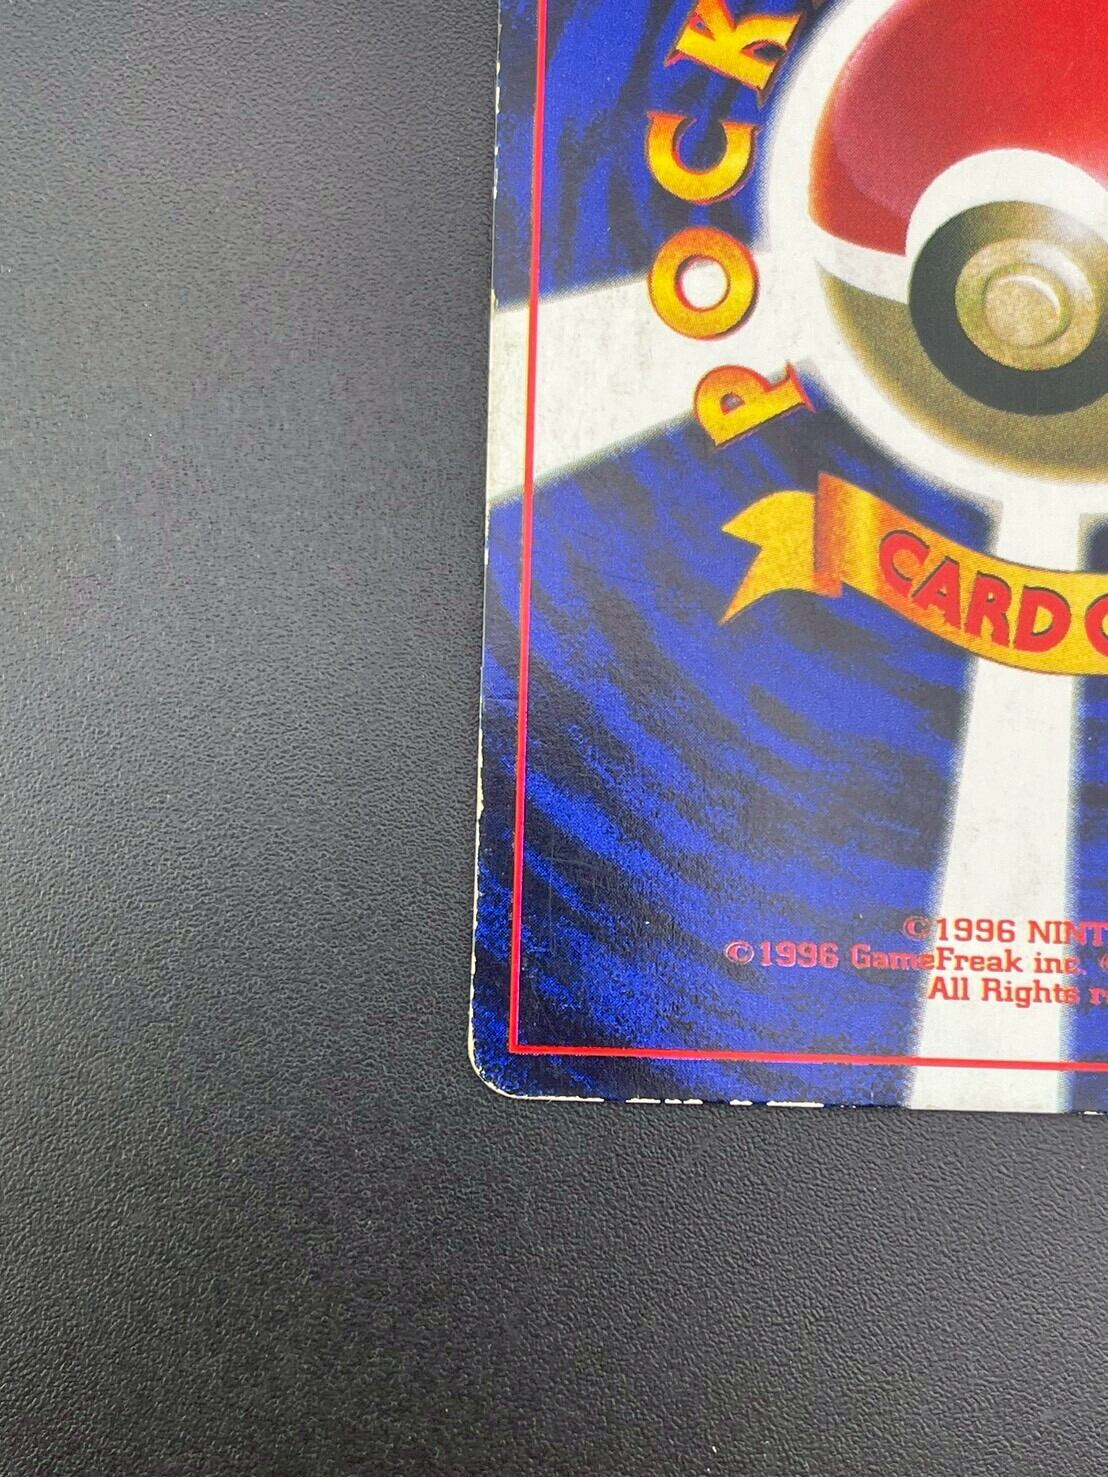 POCK
CARD
©1996 NINT
©1996 GameFreak inc.
All Rights r